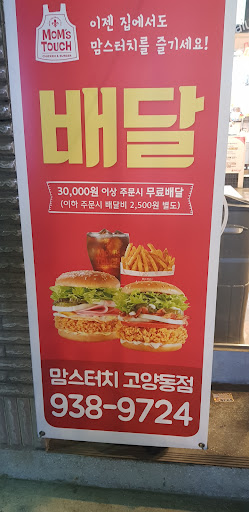 MOM'S
TOUCH
CHICKEN & BURGER
이젠 집에서도
맘스터치를 즐기세요!
배달
30,000원 이상 주문시 무료배달
(이하 주문시 배달비 2,500원 별도)
맘스터치 고양동점
938-9724